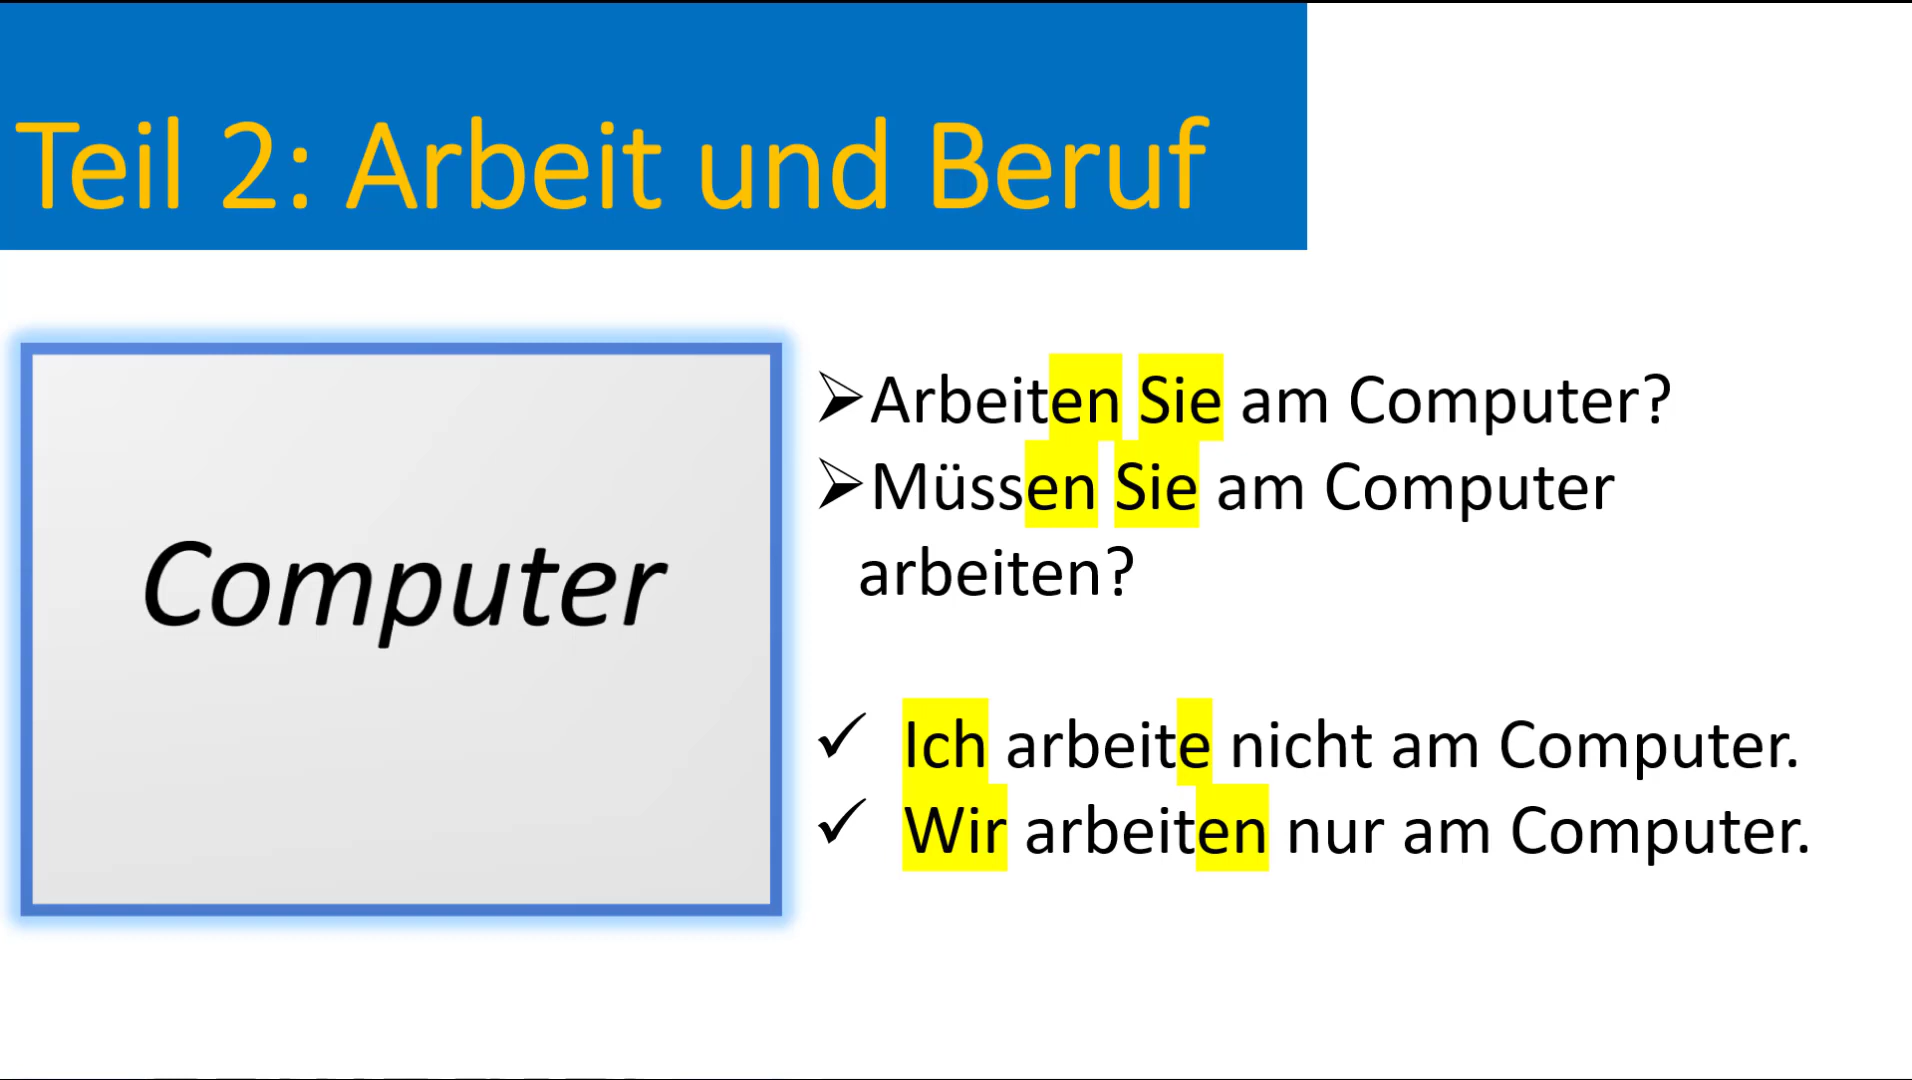 Teil 2: Arbeit und Beruf
Computer
Arbeiten Sie am Computer?
Müssen Sie am Computer
arbeiten?
Ich arbeite nicht am Computer.
Wir arbeiten nur am Computer.